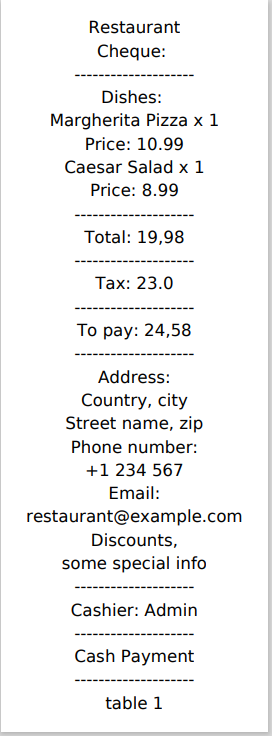 Restaurant
Cheque:
--------------------
Dishes:
Margherita Pizza x 1
Price: 10.99
Caesar Salad x 1
Price: 8.99
--------------------
Total: 19,98
--------------------
Tax: 23.0
--------------------
To pay: 24,58
--------------------
Address:
Country, city
Street name, zip
Phone number:
+1 234 567
Email:
restaurant@example.com
Discounts,
some special info
--------------------
Cashier: Admin
--------------------
Cash Payment
--------------------
table 1